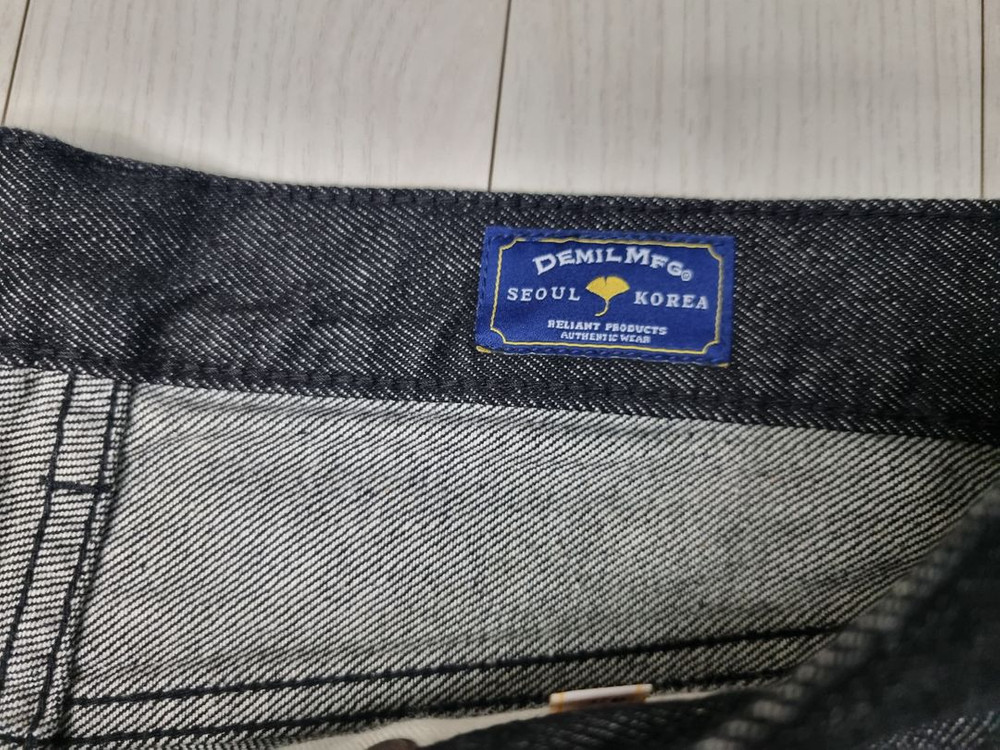 DEMIL MFG©
SEOUL KOREA
RELIANT PRODUCTS
AUTHENTIC WEAR